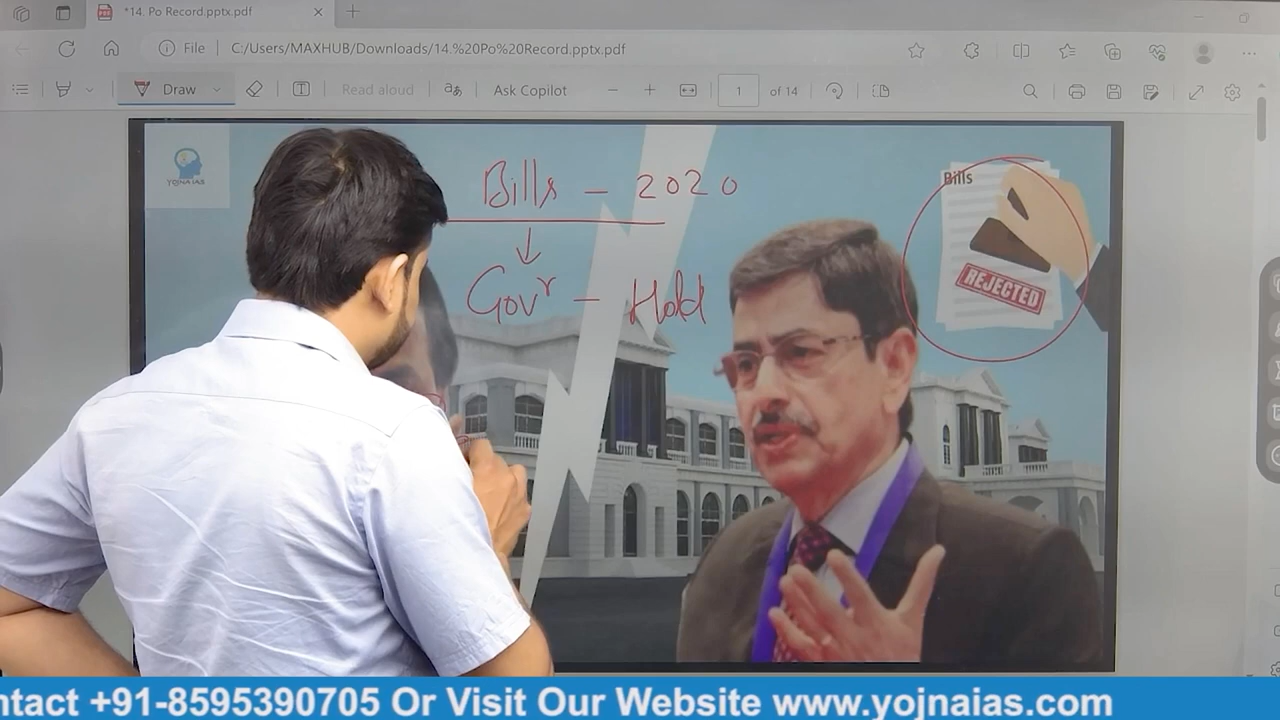 *14. Po Record.pptx.pdf
File C:/Users/MAXHUB/Downloads/14.%20Po%20Record.pptx.pdf
Draw Read aloud Ask Copilot 1 of 14
YOJNA IAS
Bills – 2020
Bills
Govr – Hold
REJECTED
ntact +91-8595390705 Or Visit Our Website www.yojnaias.com